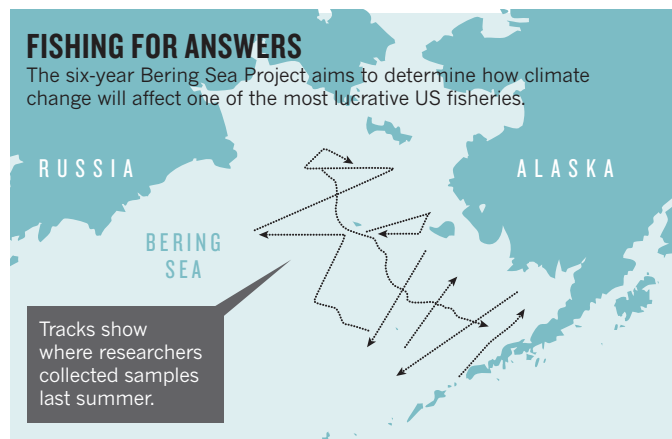 FISHING FOR ANSWERS
The six-year Bering Sea Project aims to determine how climate
change will affect one of the most lucrative US fisheries.
RUSSIA
ALASKA
BERING
SEA
Tracks show
where researchers
collected samples
last summer.